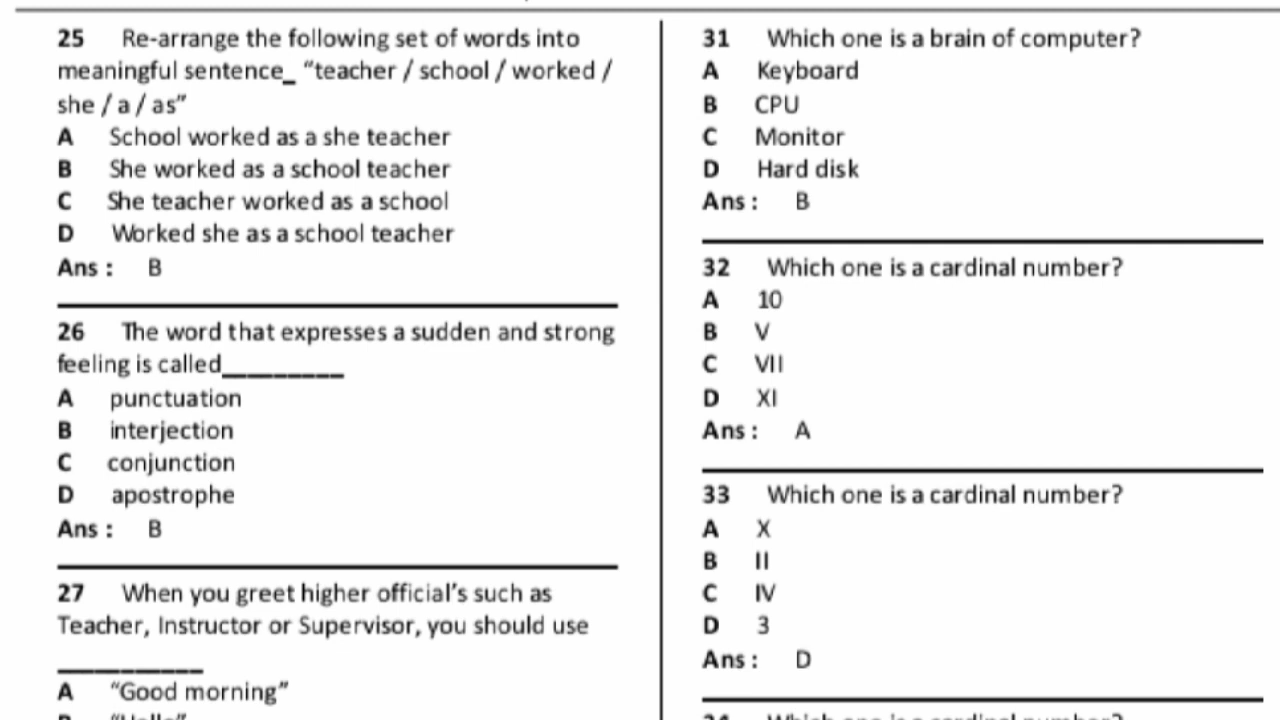 25 Re-arrange the following set of words into
meaningful sentence_ “teacher / school / worked /
she / a / as”
A School worked as a she teacher
B She worked as a school teacher
C She teacher worked as a school
D Worked she as a school teacher
Ans : B
26 The word that expresses a sudden and strong
feeling is called_________
A punctuation
B interjection
C conjunction
D apostrophe
Ans : B
27 When you greet higher official’s such as
Teacher, Instructor or Supervisor, you should use
___________
A “Good morning”
31 Which one is a brain of computer?
A Keyboard
B CPU
C Monitor
D Hard disk
Ans : B
32 Which one is a cardinal number?
A 10
B V
C VII
D XI
Ans : A
33 Which one is a cardinal number?
A X
B II
C IV
D 3
Ans : D